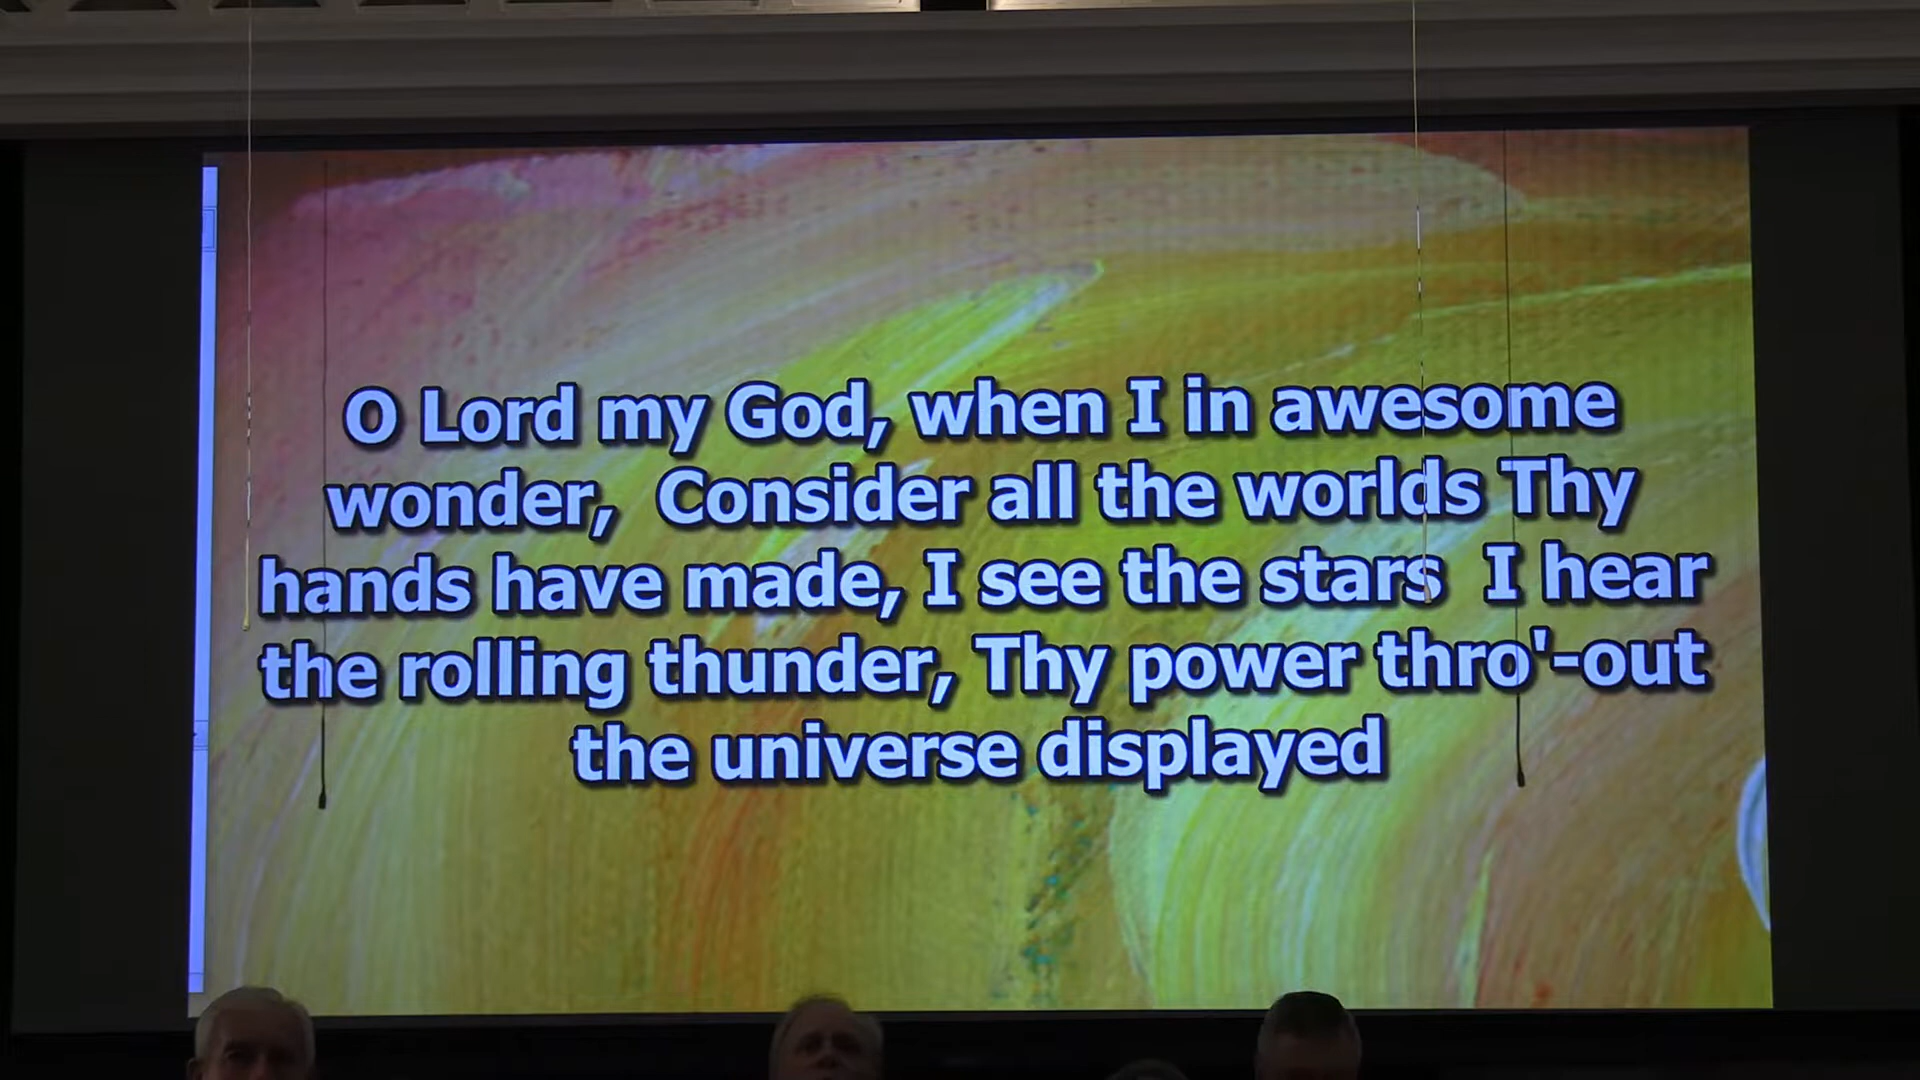 O Lord my God, when I in awesome
wonder,  Consider all the worlds Thy
hands have made, I see the stars  I hear
the rolling thunder, Thy power thro'-out
the universe displayed